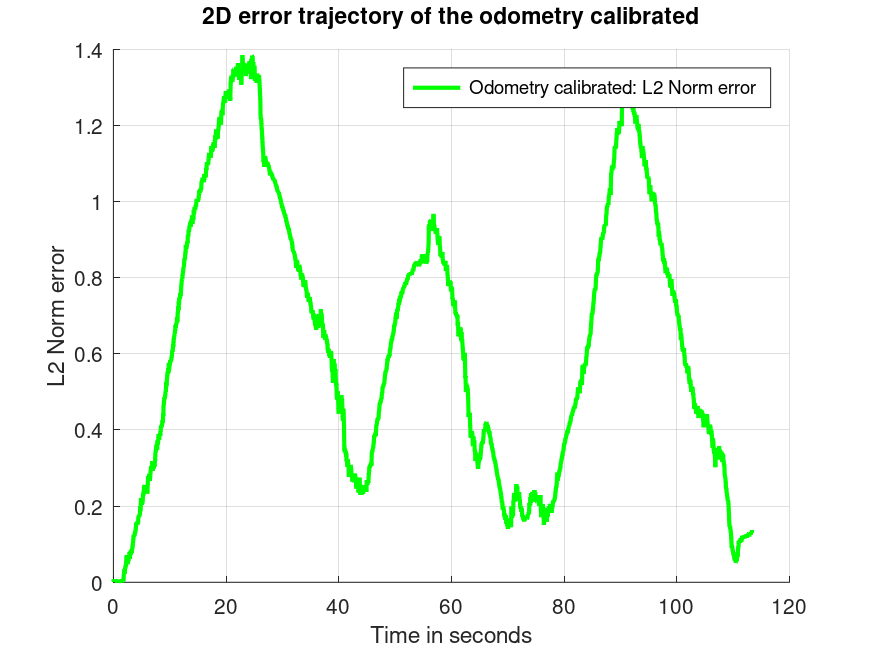 2D error trajectory of the odometry calibrated
Odometry calibrated: L2 Norm error
1.4
1.2
1
0.8
0.6
0.4
0.2
0
L2 Norm error
0 20 40 60 80 100 120
Time in seconds